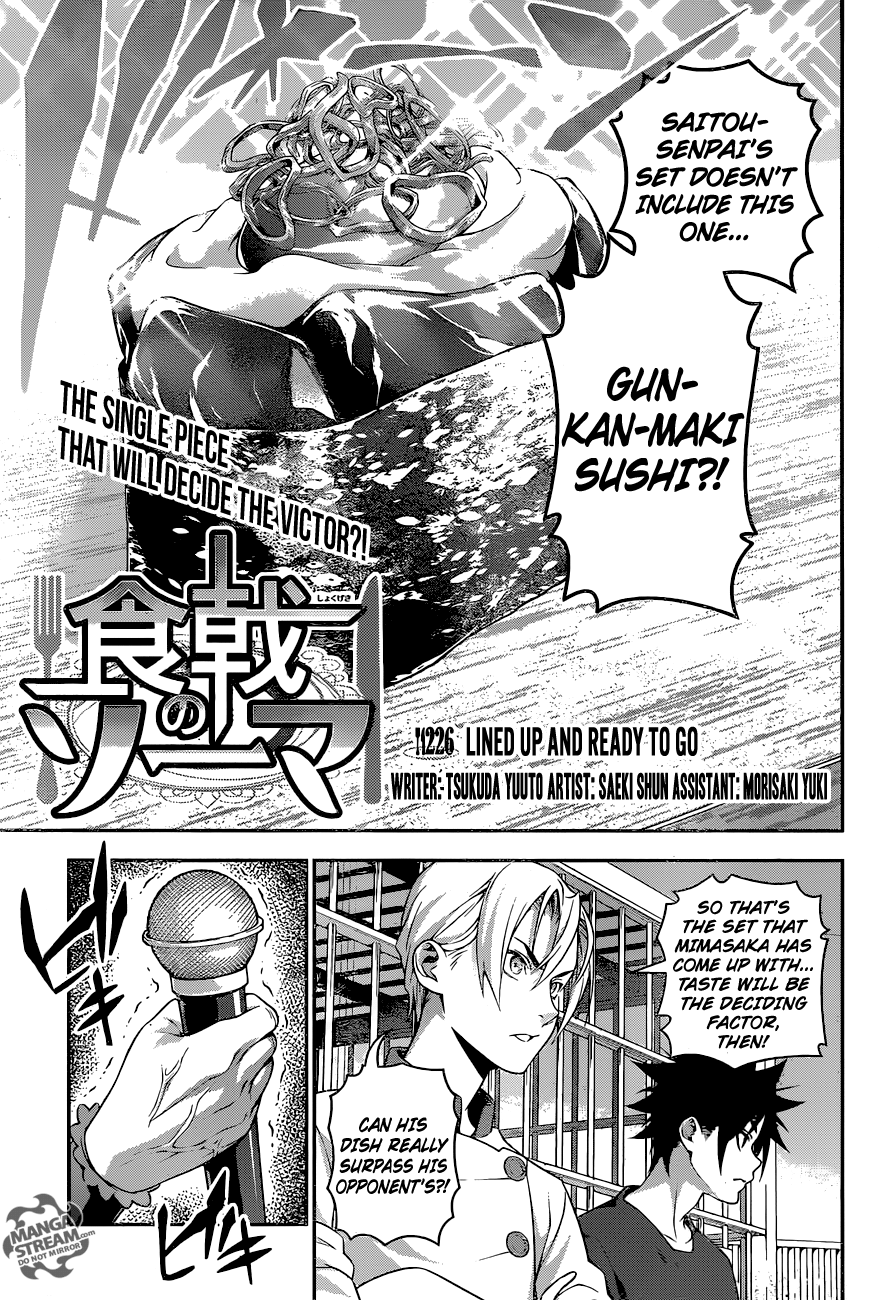 SAITOU-
SENPAI'S
SET DOESN'T
INCLUDE THIS
ONE...
GUN-
KAN-MAKI
SUSHI?!
THE SINGLE PIECE
THAT WILL DECIDE THE VICTOR?!
しょくげき
食戟
の
ソーマ
226 LINED UP AND READY TO GO
WRITER: TSUKUDA YUUTO ARTIST: SAEKI SHUN ASSISTANT: MORISAKI YUKI
SO THAT'S
THE SET THAT
MIMASAKA HAS
COME UP WITH...
TASTE WILL BE
THE DECIDING
FACTOR,
THEN!
CAN HIS
DISH REALLY
SURPASS HIS
OPPONENT'S?!
ビキ
ビキ
MANGA
STREAM.com
DO NOT MIRROR